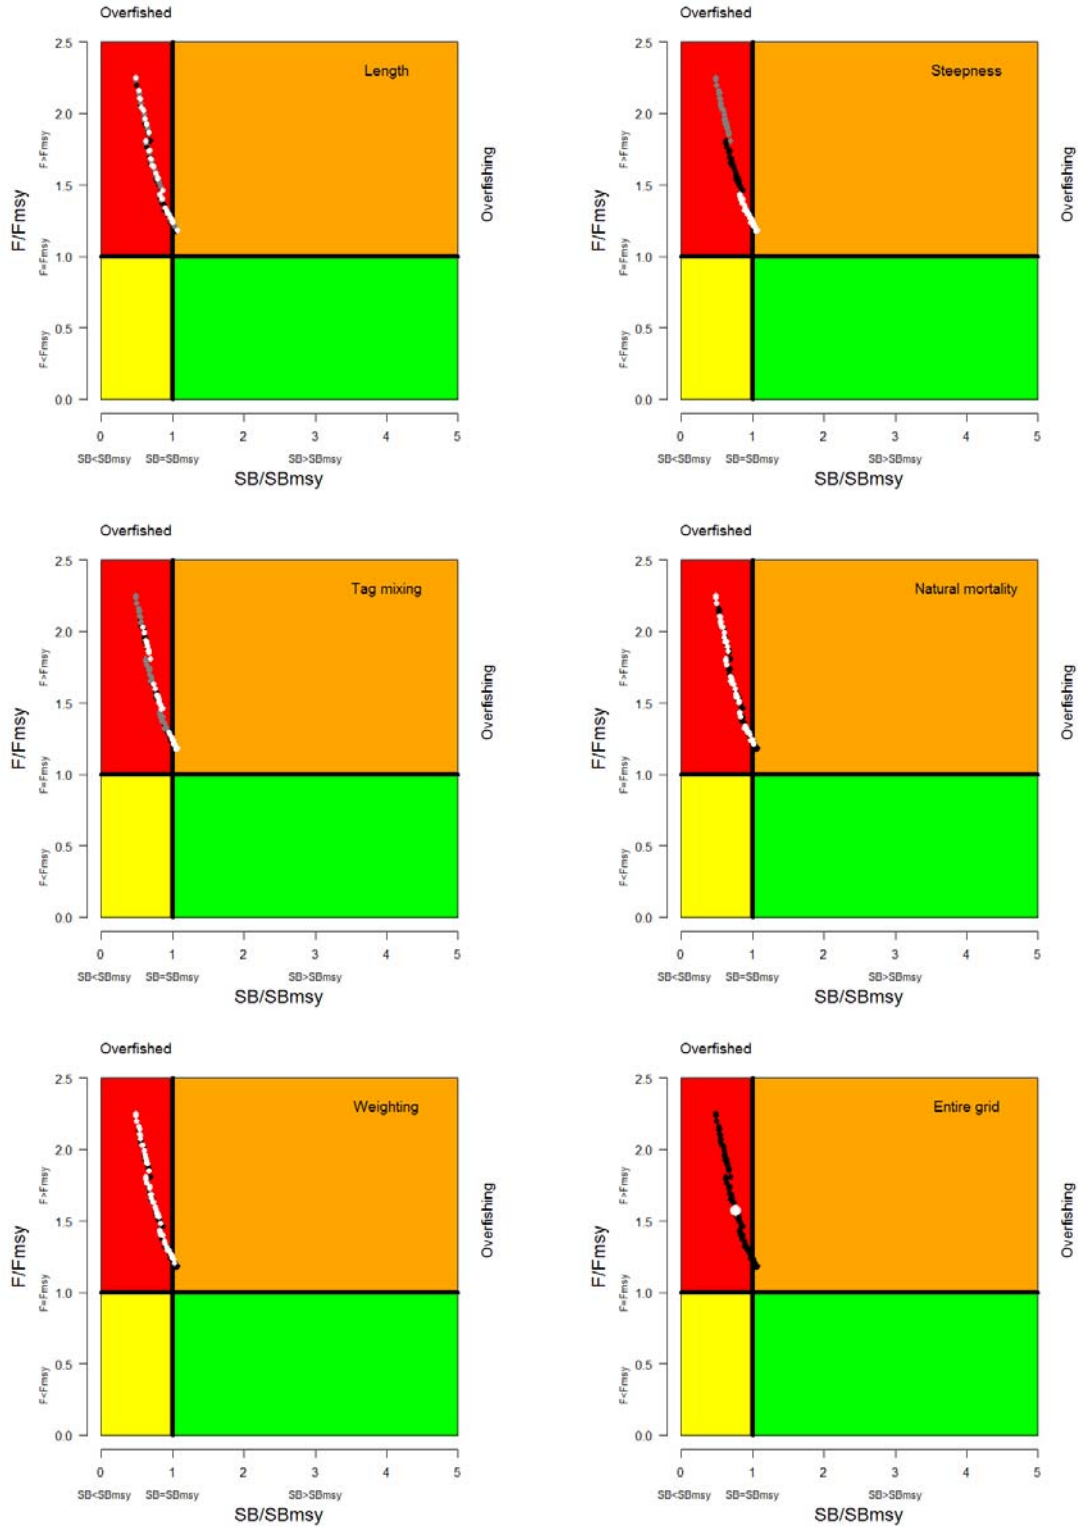 Overfished
Length
Overfishing
F/Fmsy
F<Fmsy F=Fmsy F>Fmsy
0.0 0.5 1.0 1.5 2.0 2.5
0 1 2 3 4 5
SB<SBmsy SB=SBmsy SB>SBmsy
SB/SBmsy
Overfished
Steepness
Overfishing
F/Fmsy
F<Fmsy F=Fmsy F>Fmsy
0.0 0.5 1.0 1.5 2.0 2.5
0 1 2 3 4 5
SB<SBmsy SB=SBmsy SB>SBmsy
SB/SBmsy
Overfished
Tag mixing
Overfishing
F/Fmsy
F<Fmsy F=Fmsy F>Fmsy
0.0 0.5 1.0 1.5 2.0 2.5
0 1 2 3 4 5
SB<SBmsy SB=SBmsy SB>SBmsy
SB/SBmsy
Overfished
Natural mortality
Overfishing
F/Fmsy
F<Fmsy F=Fmsy F>Fmsy
0.0 0.5 1.0 1.5 2.0 2.5
0 1 2 3 4 5
SB<SBmsy SB=SBmsy SB>SBmsy
SB/SBmsy
Overfished
Weighting
Overfishing
F/Fmsy
F<Fmsy F=Fmsy F>Fmsy
0.0 0.5 1.0 1.5 2.0 2.5
0 1 2 3 4 5
SB<SBmsy SB=SBmsy SB>SBmsy
SB/SBmsy
Overfished
Entire grid
Overfishing
F/Fmsy
F<Fmsy F=Fmsy F>Fmsy
0.0 0.5 1.0 1.5 2.0 2.5
0 1 2 3 4 5
SB<SBmsy SB=SBmsy SB>SBmsy
SB/SBmsy